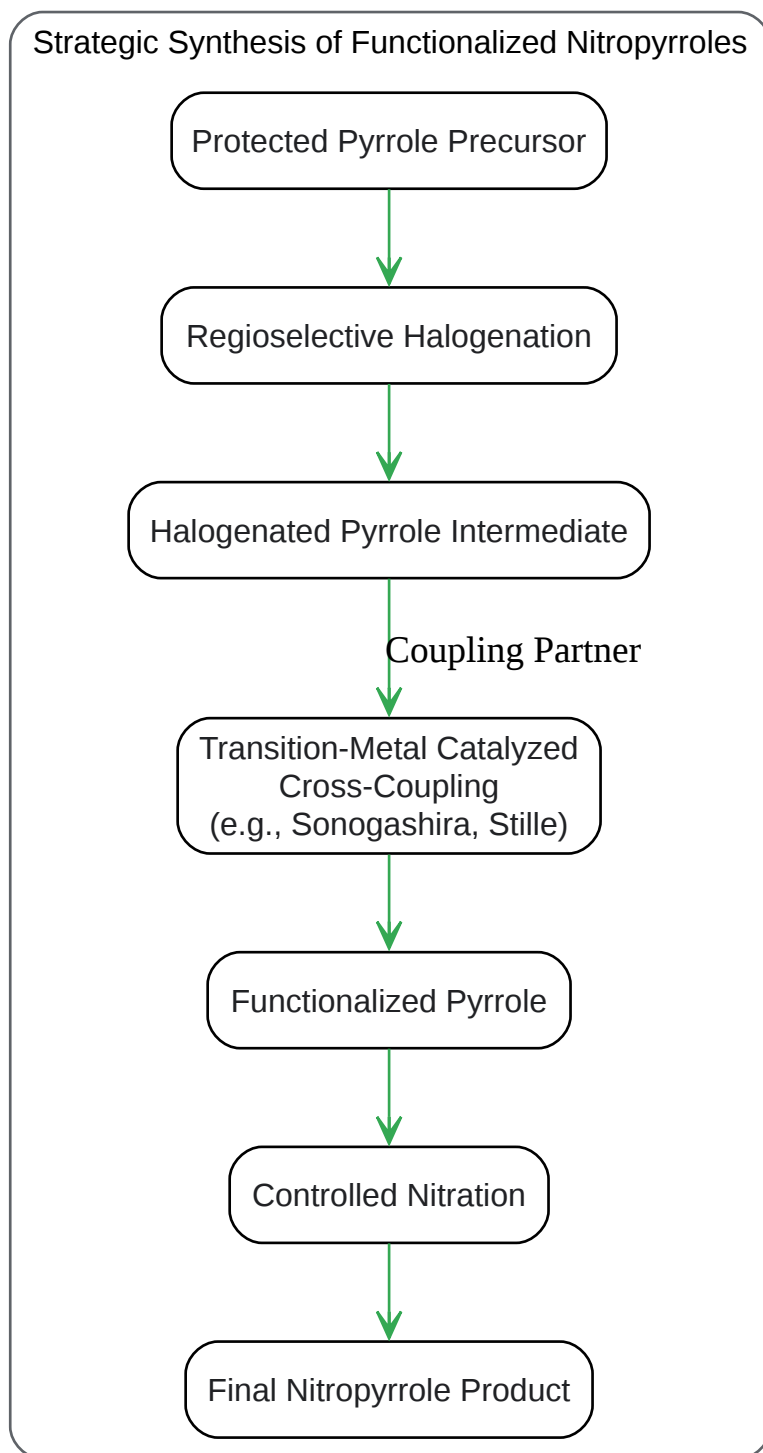 Strategic Synthesis of Functionalized Nitropyrroles
Protected Pyrrole Precursor
Regioselective Halogenation
Halogenated Pyrrole Intermediate
Coupling Partner
Transition-Metal Catalyzed
Cross-Coupling
(e.g., Sonogashira, Stille)
Functionalized Pyrrole
Controlled Nitration
Final Nitropyrrole Product